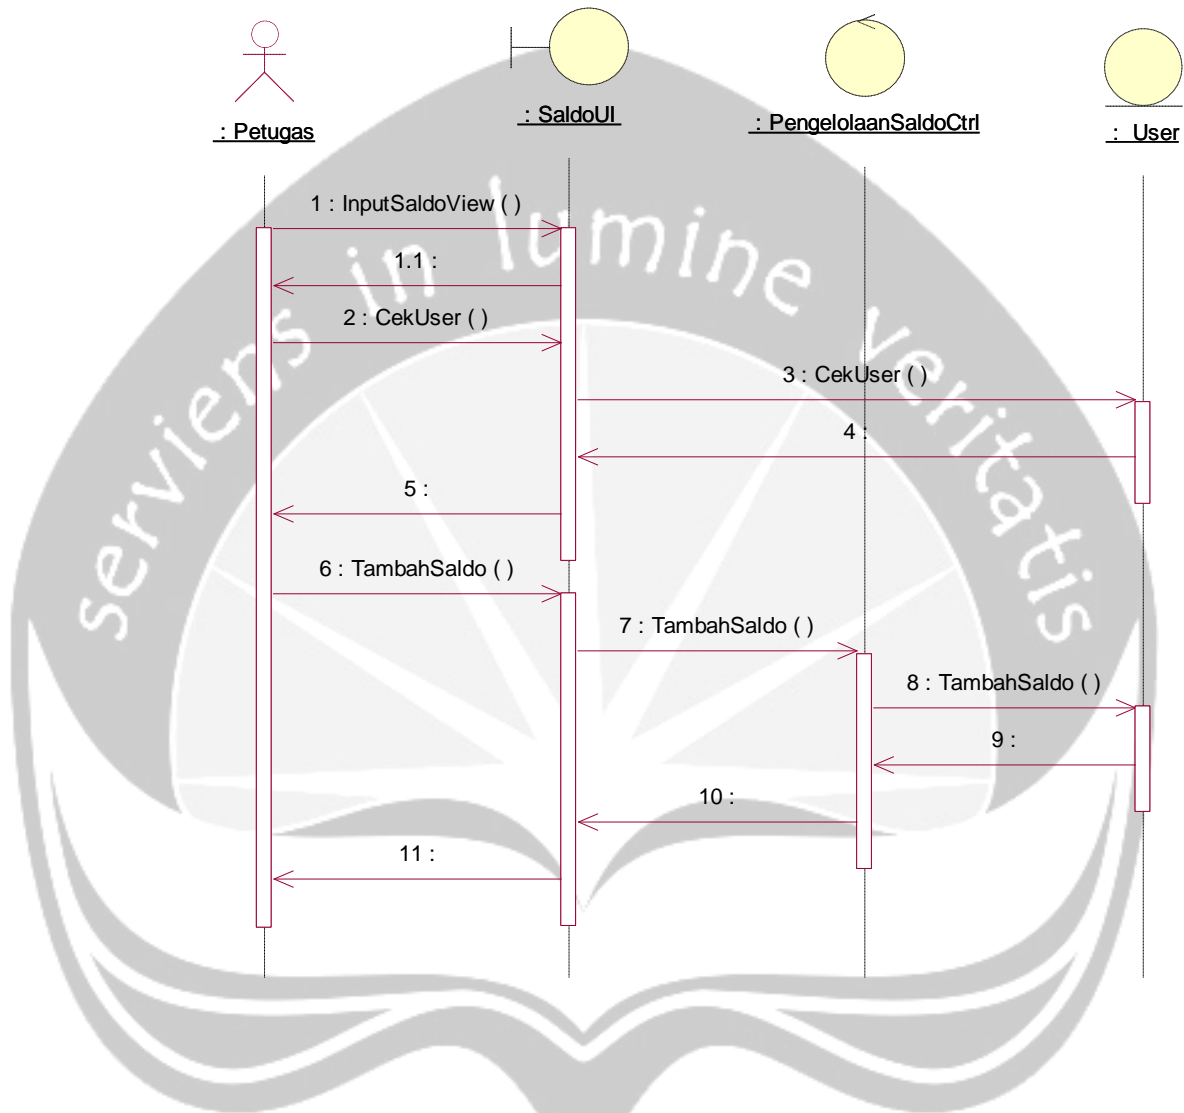 : Petugas
: SaldoUI
: PengelolaanSaldoCtrl
: User
1 : InputSaldoView ( )
1.1 :
2 : CekUser ( )
3 : CekUser ( )
4 :
5 :
6 : TambahSaldo ( )
7 : TambahSaldo ( )
8 : TambahSaldo ( )
9 :
10 :
11 :
serviens in lumine veritatis